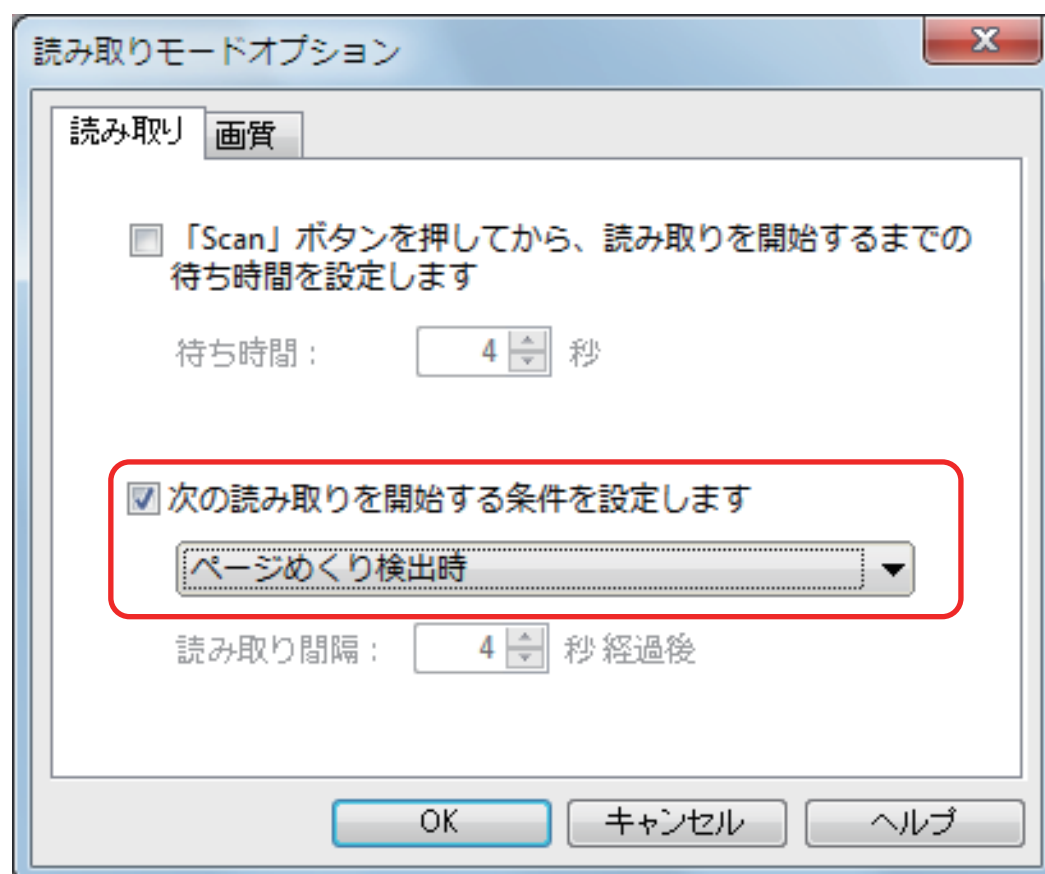 読み取りモードオプション
読み取り 画質
「Scan」ボタンを押してから、読み取りを開始するまでの
待ち時間を設定します
待ち時間： 4 秒
次の読み取りを開始する条件を設定します
ページめくり検出時
読み取り間隔： 4 秒 経過後
OK キャンセル ヘルプ